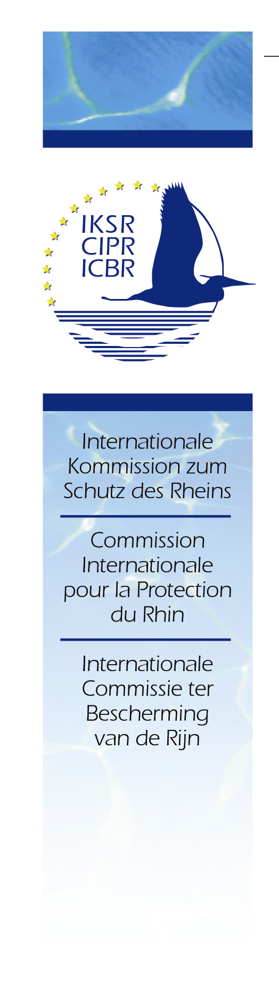 IKSR
CIPR
ICBR
Internationale
Kommission zum
Schutz des Rheins
Commission
Internationale
pour la Protection
du Rhin
Internationale
Commissie ter
Bescherming
van de Rijn